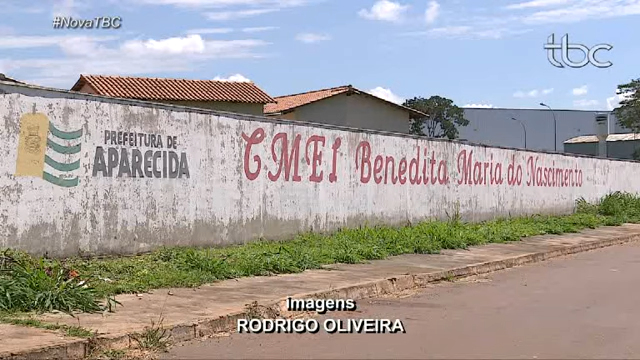 #NovaTBC
tbc
PREFEITURA DE
APARECIDA
CMEI Benedita Maria do Nascimento
imagens
RODRIGO OLIVEIRA